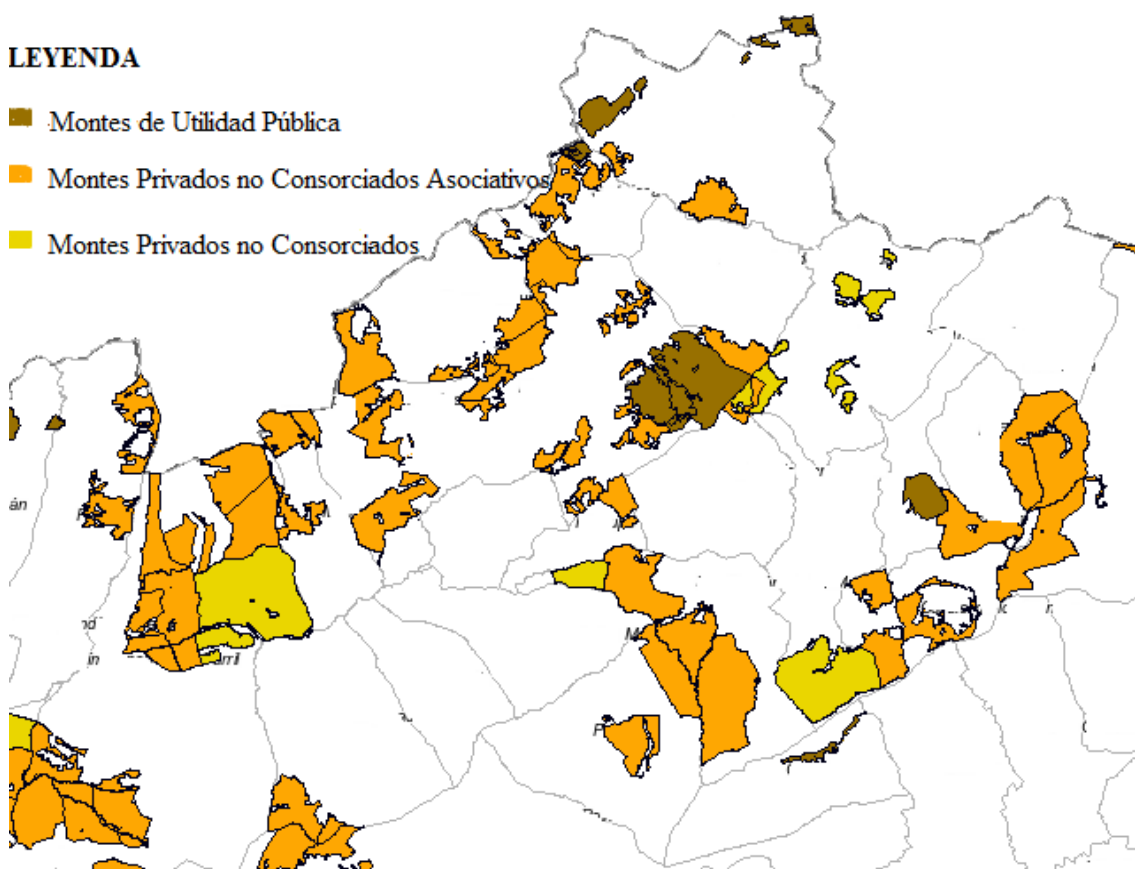 LEYENDA
Montes de Utilidad Pública
Montes Privados no Consorciados Asociativos
Montes Privados no Consorciados